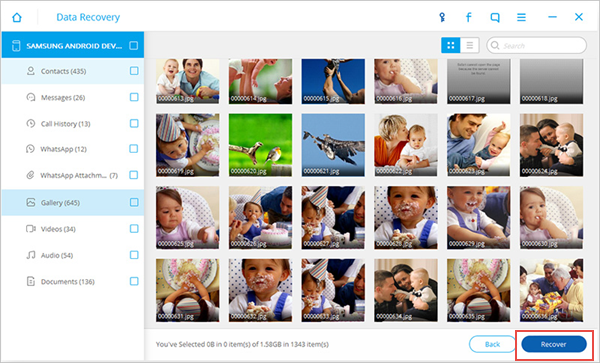 Data Recovery
SAMSUNG ANDROID DEV...
Contacts (435)
Messages (26)
Call History (13)
WhatsApp (12)
WhatsApp Attachm... (7)
Gallery (645)
Videos (34)
Audio (54)
Documents (136)
Search
00000613.jpg
00000614.jpg
00000615.jpg
00000616.jpg
00000617.jpg
00000618.jpg
00000619.jpg
00000620.jpg
00000621.jpg
00000622.jpg
00000623.jpg
00000624.jpg
00000625.jpg
00000626.jpg
00000627.jpg
00000628.jpg
00000629.jpg
00000630.jpg
00000631.jpg
00000632.jpg
00000633.jpg
00000634.jpg
00000635.jpg
00000636.jpg
You've Selected 0B in 0 item(s) of 1.58GB in 1343 item(s)
Back
Recover